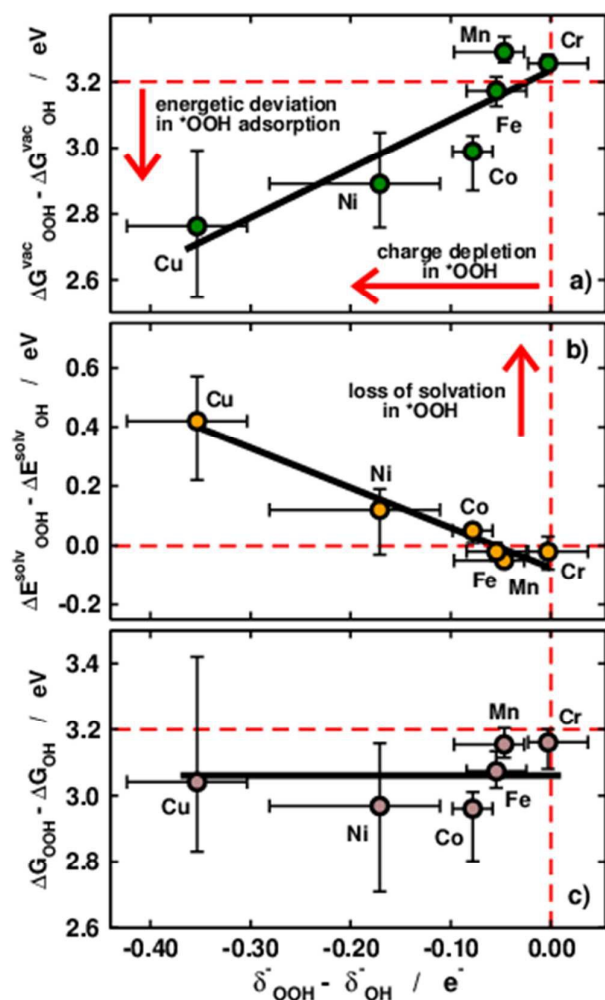 3.2
3.0
2.8
2.6
ΔG^vac_OOH - ΔG^vac_OH / eV
Mn
Cr
energetic deviation
in *OOH adsorption
Fe
Co
Ni
Cu
charge depletion
in *OOH
a)
0.6
0.4
0.2
0.0
-0.2
ΔE^solv_OOH - ΔE^solv_OH / eV
b)
loss of solvation
in *OOH
Cu
Ni
Co
Fe
Mn
Cr
3.4
3.2
3.0
2.8
2.6
ΔG_OOH - ΔG_OH / eV
Mn
Cr
Fe
Cu
Ni
Co
c)
-0.40
-0.30
-0.20
-0.10
0.00
δ^-_OOH - δ^-_OH / e^-